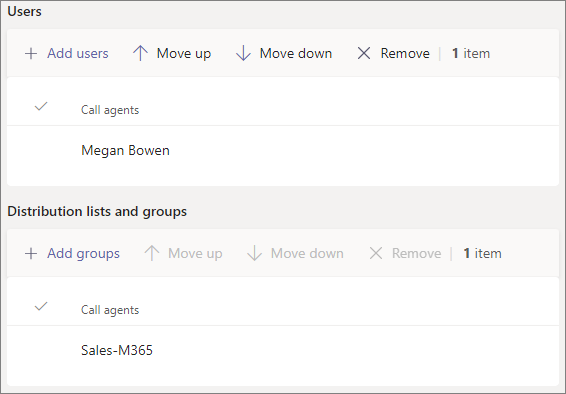 Users
Add users Move up Move down Remove 1 item
Call agents
Megan Bowen
Distribution lists and groups
Add groups Move up Move down Remove 1 item
Call agents
Sales-M365